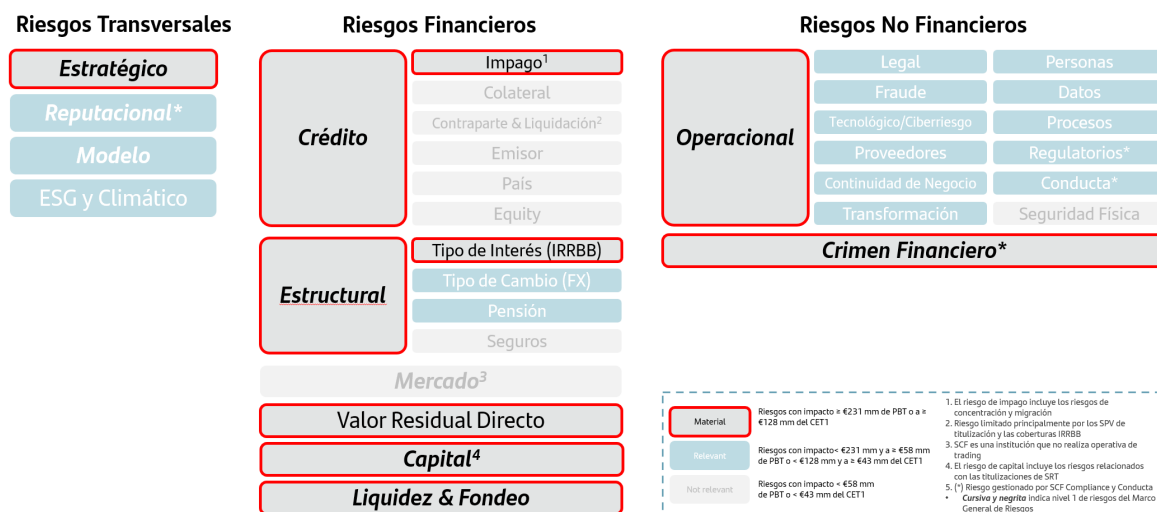 Riesgos Transversales
Estratégico
Reputacional*
Modelo
ESG y Climático
Riesgos Financieros
Crédito
Impago1
Colateral
Contraparte & Liquidación2
Emisor
País
Equity
Estructural
Tipo de Interés (IRRBB)
Tipo de Cambio (FX)
Pensión
Seguros
Mercado3
Valor Residual Directo
Capital4
Liquidez & Fondeo
Riesgos No Financieros
Operacional
Legal
Personas
Fraude
Datos
Tecnológico/Ciberriesgo
Procesos
Proveedores
Regulatorios*
Continuidad de Negocio
Conducta*
Transformación
Seguridad Física
Crimen Financiero*
Material
Riesgos con impacto ≥ €231 mm de PBT o a ≥
€128 mm del CET1
Relevant
Riesgos con impacto< €231 mm y a ≥ €58 mm
de PBT o < €128 mm y a ≥ €43 mm del CET1
Not relevant
Riesgos con impacto < €58 mm
de PBT o < €43 mm del CET1
1. El riesgo de impago incluye los riesgos de
concentración y migración
2. Riesgo limitado principalmente por los SPV de
titulización y las coberturas IRRBB
3. SCF es una institución que no realiza operativa de
trading
4. El riesgo de capital incluye los riesgos relacionados
con las titulizaciones de SRT
5. (*) Riesgo gestionado por SCF Compliance y Conducta
• Cursiva y negrita indica nivel 1 de riesgos del Marco
General de Riesgos